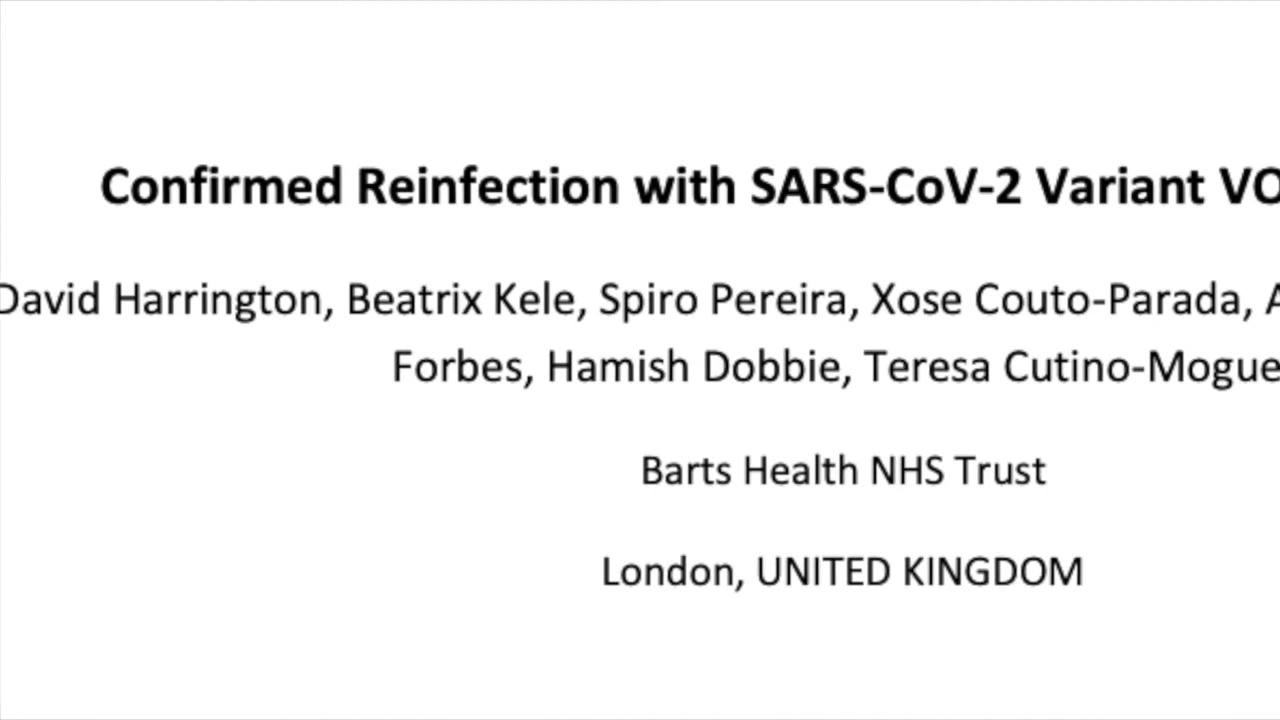 Confirmed Reinfection with SARS-CoV-2 Variant VO
David Harrington, Beatrix Kele, Spiro Pereira, Xose Couto-Parada, A
Forbes, Hamish Dobbie, Teresa Cutino-Mogue
Barts Health NHS Trust
London, UNITED KINGDOM